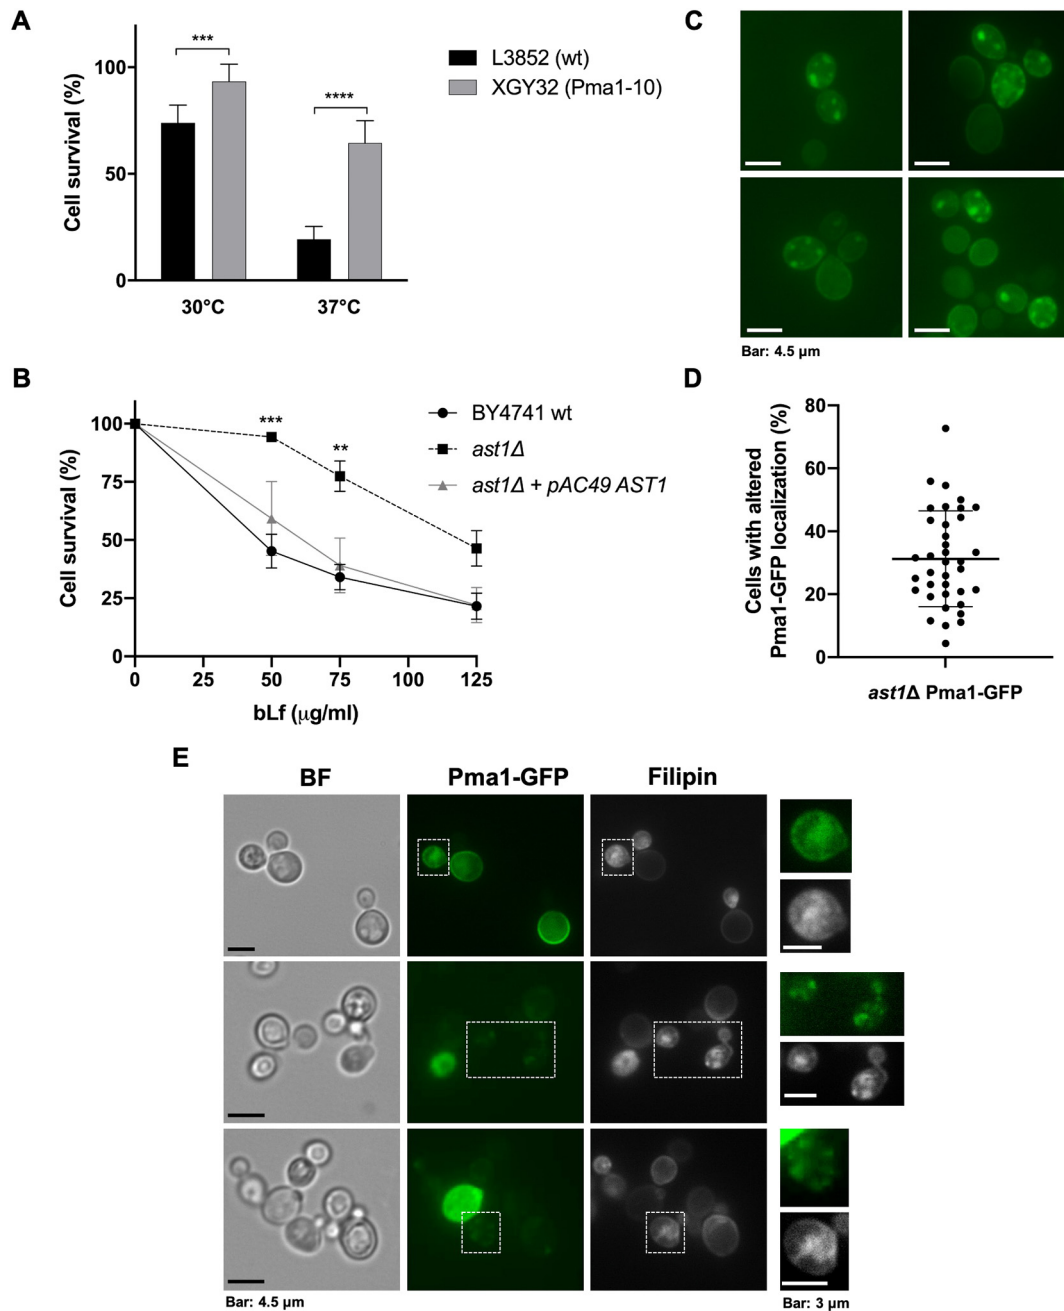 A
Cell survival (%)
100
50
0
***
****
30°C
37°C
L3852 (wt)
XGY32 (Pma1-10)
C
Bar: 4.5 µm
B
Cell survival (%)
100
75
50
25
0
***
**
0
25
50
75
100
125
bLf (µg/ml)
BY4741 wt
ast1Δ
ast1Δ + pAC49 AST1
D
Cells with altered
Pma1-GFP localization (%)
80
60
40
20
0
ast1Δ Pma1-GFP
E
BF
Pma1-GFP
Filipin
Bar: 4.5 µm
Bar: 3 µm